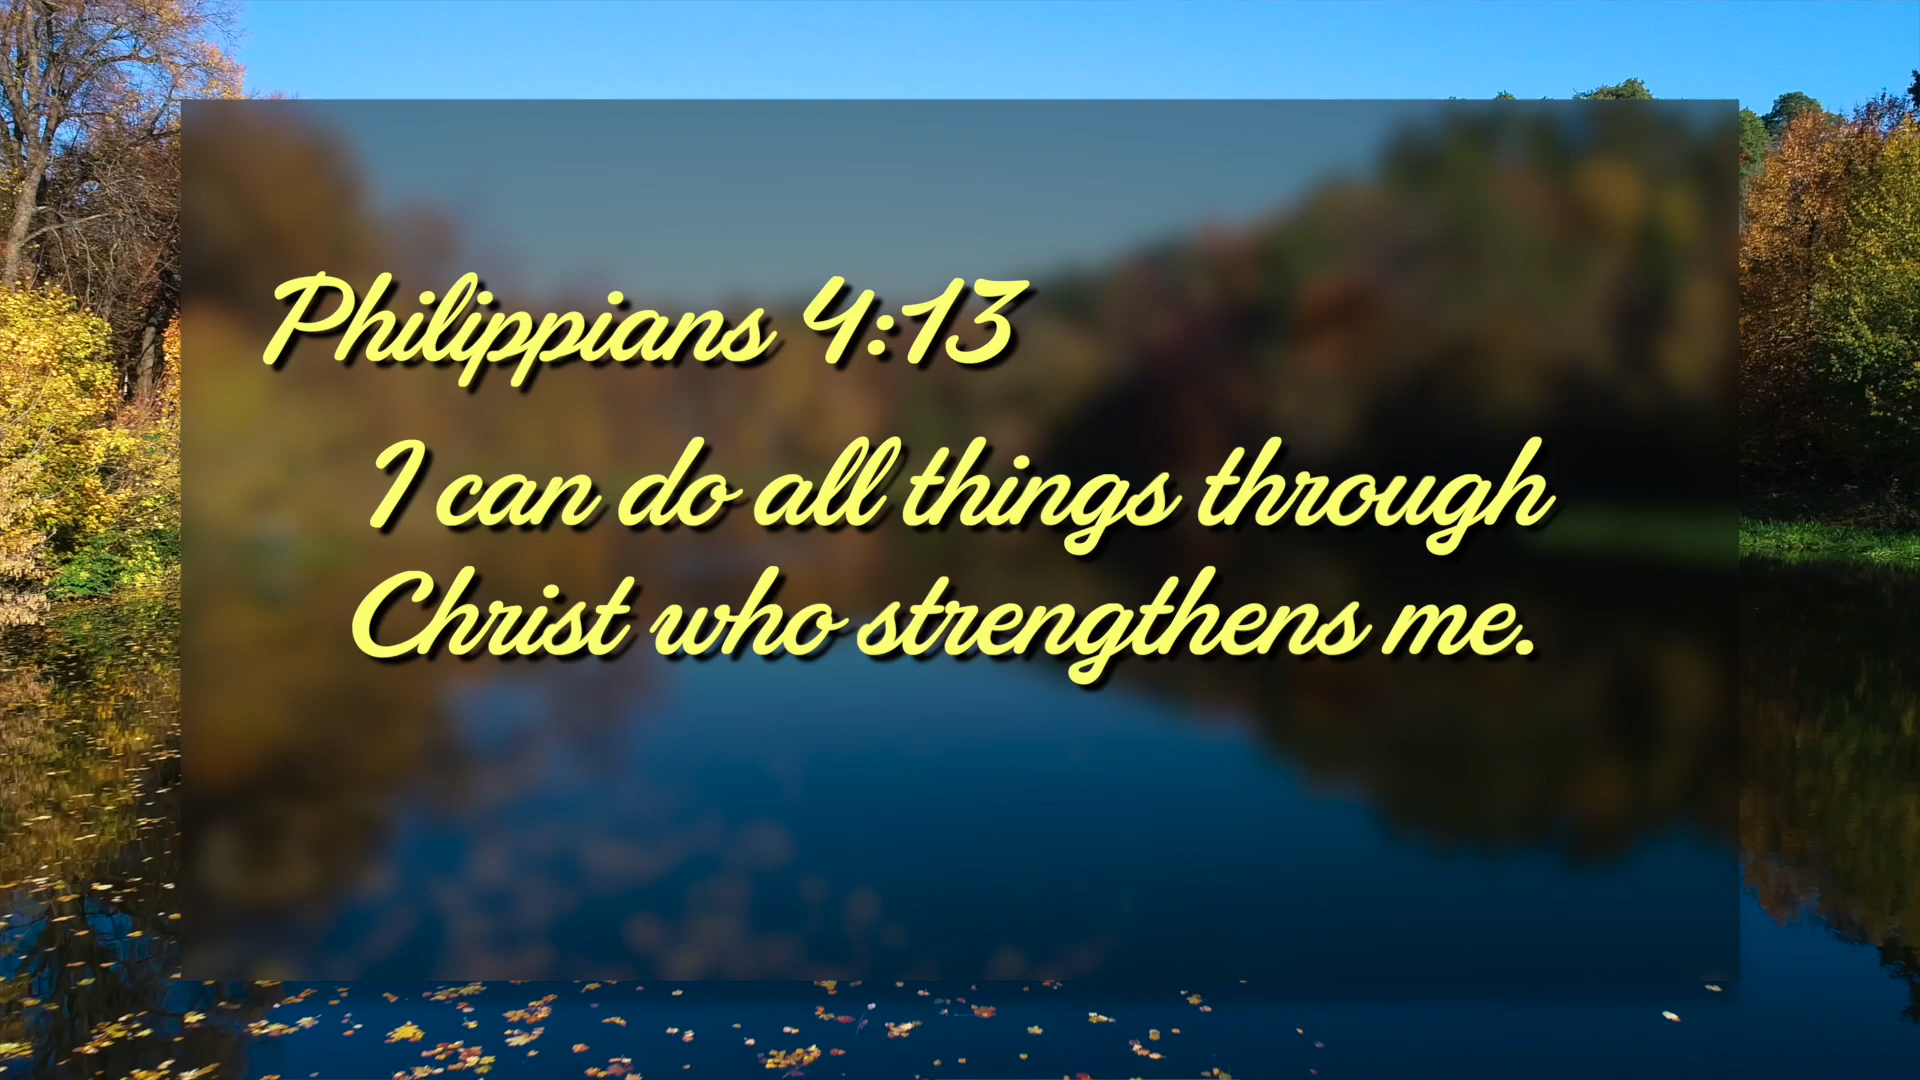 Philippians 4:13
I can do all things through
Christ who strengthens me.